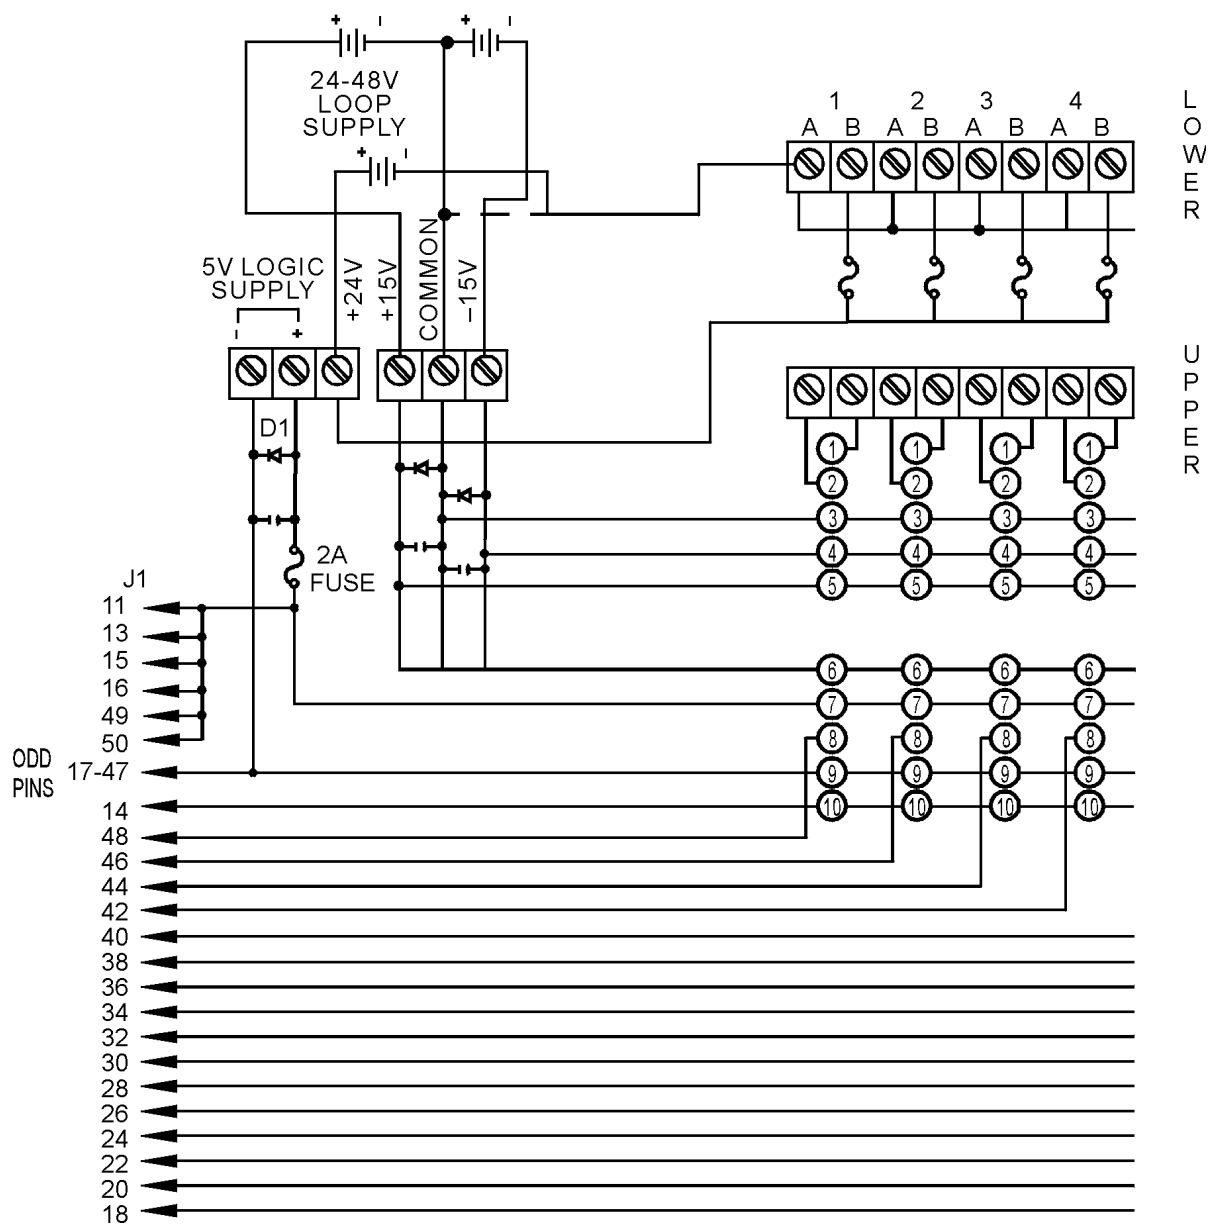 + - + -
24-48V
LOOP
SUPPLY
+ -
1 2 3 4
A B A B A B A B
LOWER
5V LOGIC
SUPPLY
- +
+24V
+15V
COMMON
–15V
UPPER
D1
2A
FUSE
1 1 1 1
2 2 2 2
3 3 3 3
4 4 4 4
5 5 5 5
6 6 6 6
7 7 7 7
8 8 8 8
9 9 9 9
10 10 10 10
J1
11
13
15
16
49
50
ODD
PINS
17-47
14
48
46
44
42
40
38
36
34
32
30
28
26
24
22
20
18